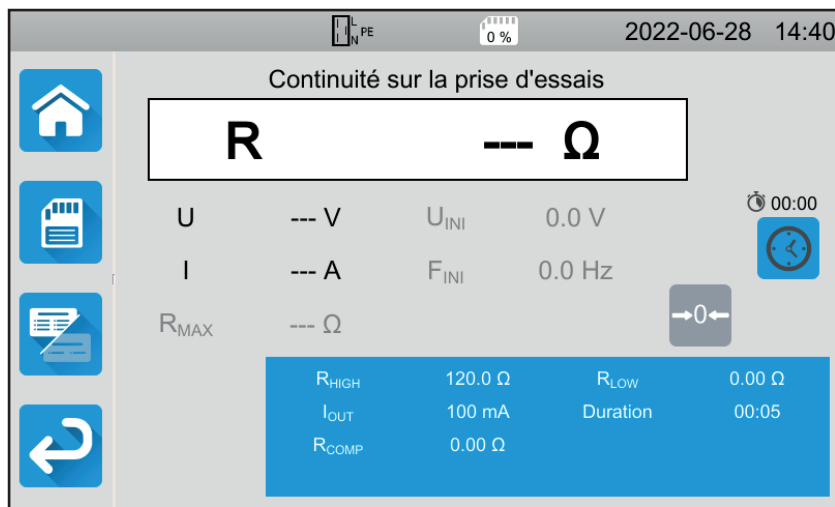 L
N PE
0 %
2022-06-28 14:40
Continuité sur la prise d'essais
R --- Ω
U --- V UINI 0.0 V
00:00
I --- A FINI 0.0 Hz
RMAX --- Ω
→0←
RHIGH 120.0 Ω RLOW 0.00 Ω
IOUT 100 mA Duration 00:05
RCOMP 0.00 Ω